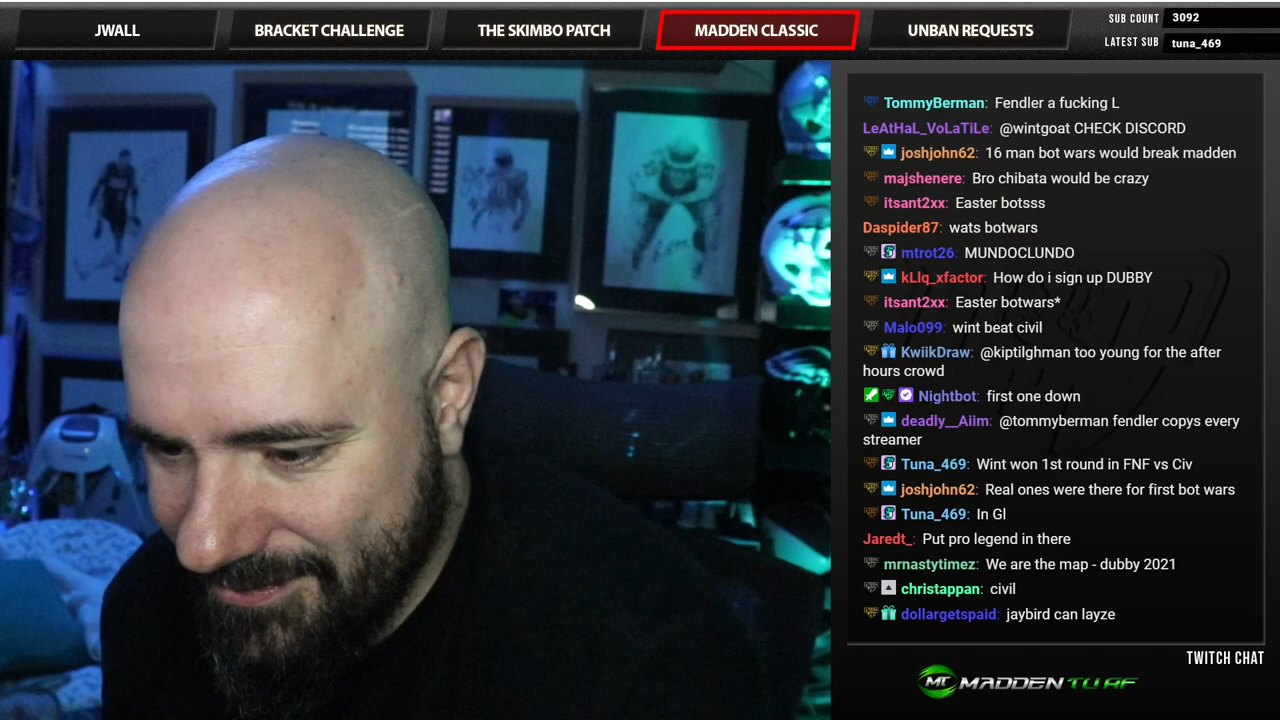 JWALL
BRACKET CHALLENGE
THE SKIMBO PATCH
MADDEN CLASSIC
UNBAN REQUESTS
SUB COUNT 3092
LATEST SUB tuna_469
TommyBerman: Fendler a fucking L
LeAtHaL_VoLaTiLe: @wintgoat CHECK DISCORD
joshjohn62: 16 man bot wars would break madden
majshenere: Bro chibata would be crazy
itsant2xx: Easter botsss
Daspider87: wats botwars
mtrot26: MUNDOCLUNDO
kLlq_xfactor: How do i sign up DUBBY
itsant2xx: Easter botwars*
Malo099: wint beat civil
KwiikDraw: @kiptilghman too young for the after
hours crowd
Nightbot: first one down
deadly__Aiim: @tommyberman fendler copys every
streamer
Tuna_469: Wint won 1st round in FNF vs Civ
joshjohn62: Real ones were there for first bot wars
Tuna_469: In Gl
Jaredt_: Put pro legend in there
mrnastytimez: We are the map - dubby 2021
christappan: civil
dollargetspaid: jaybird can layze
TWITCH CHAT
MT MADDEN TURF